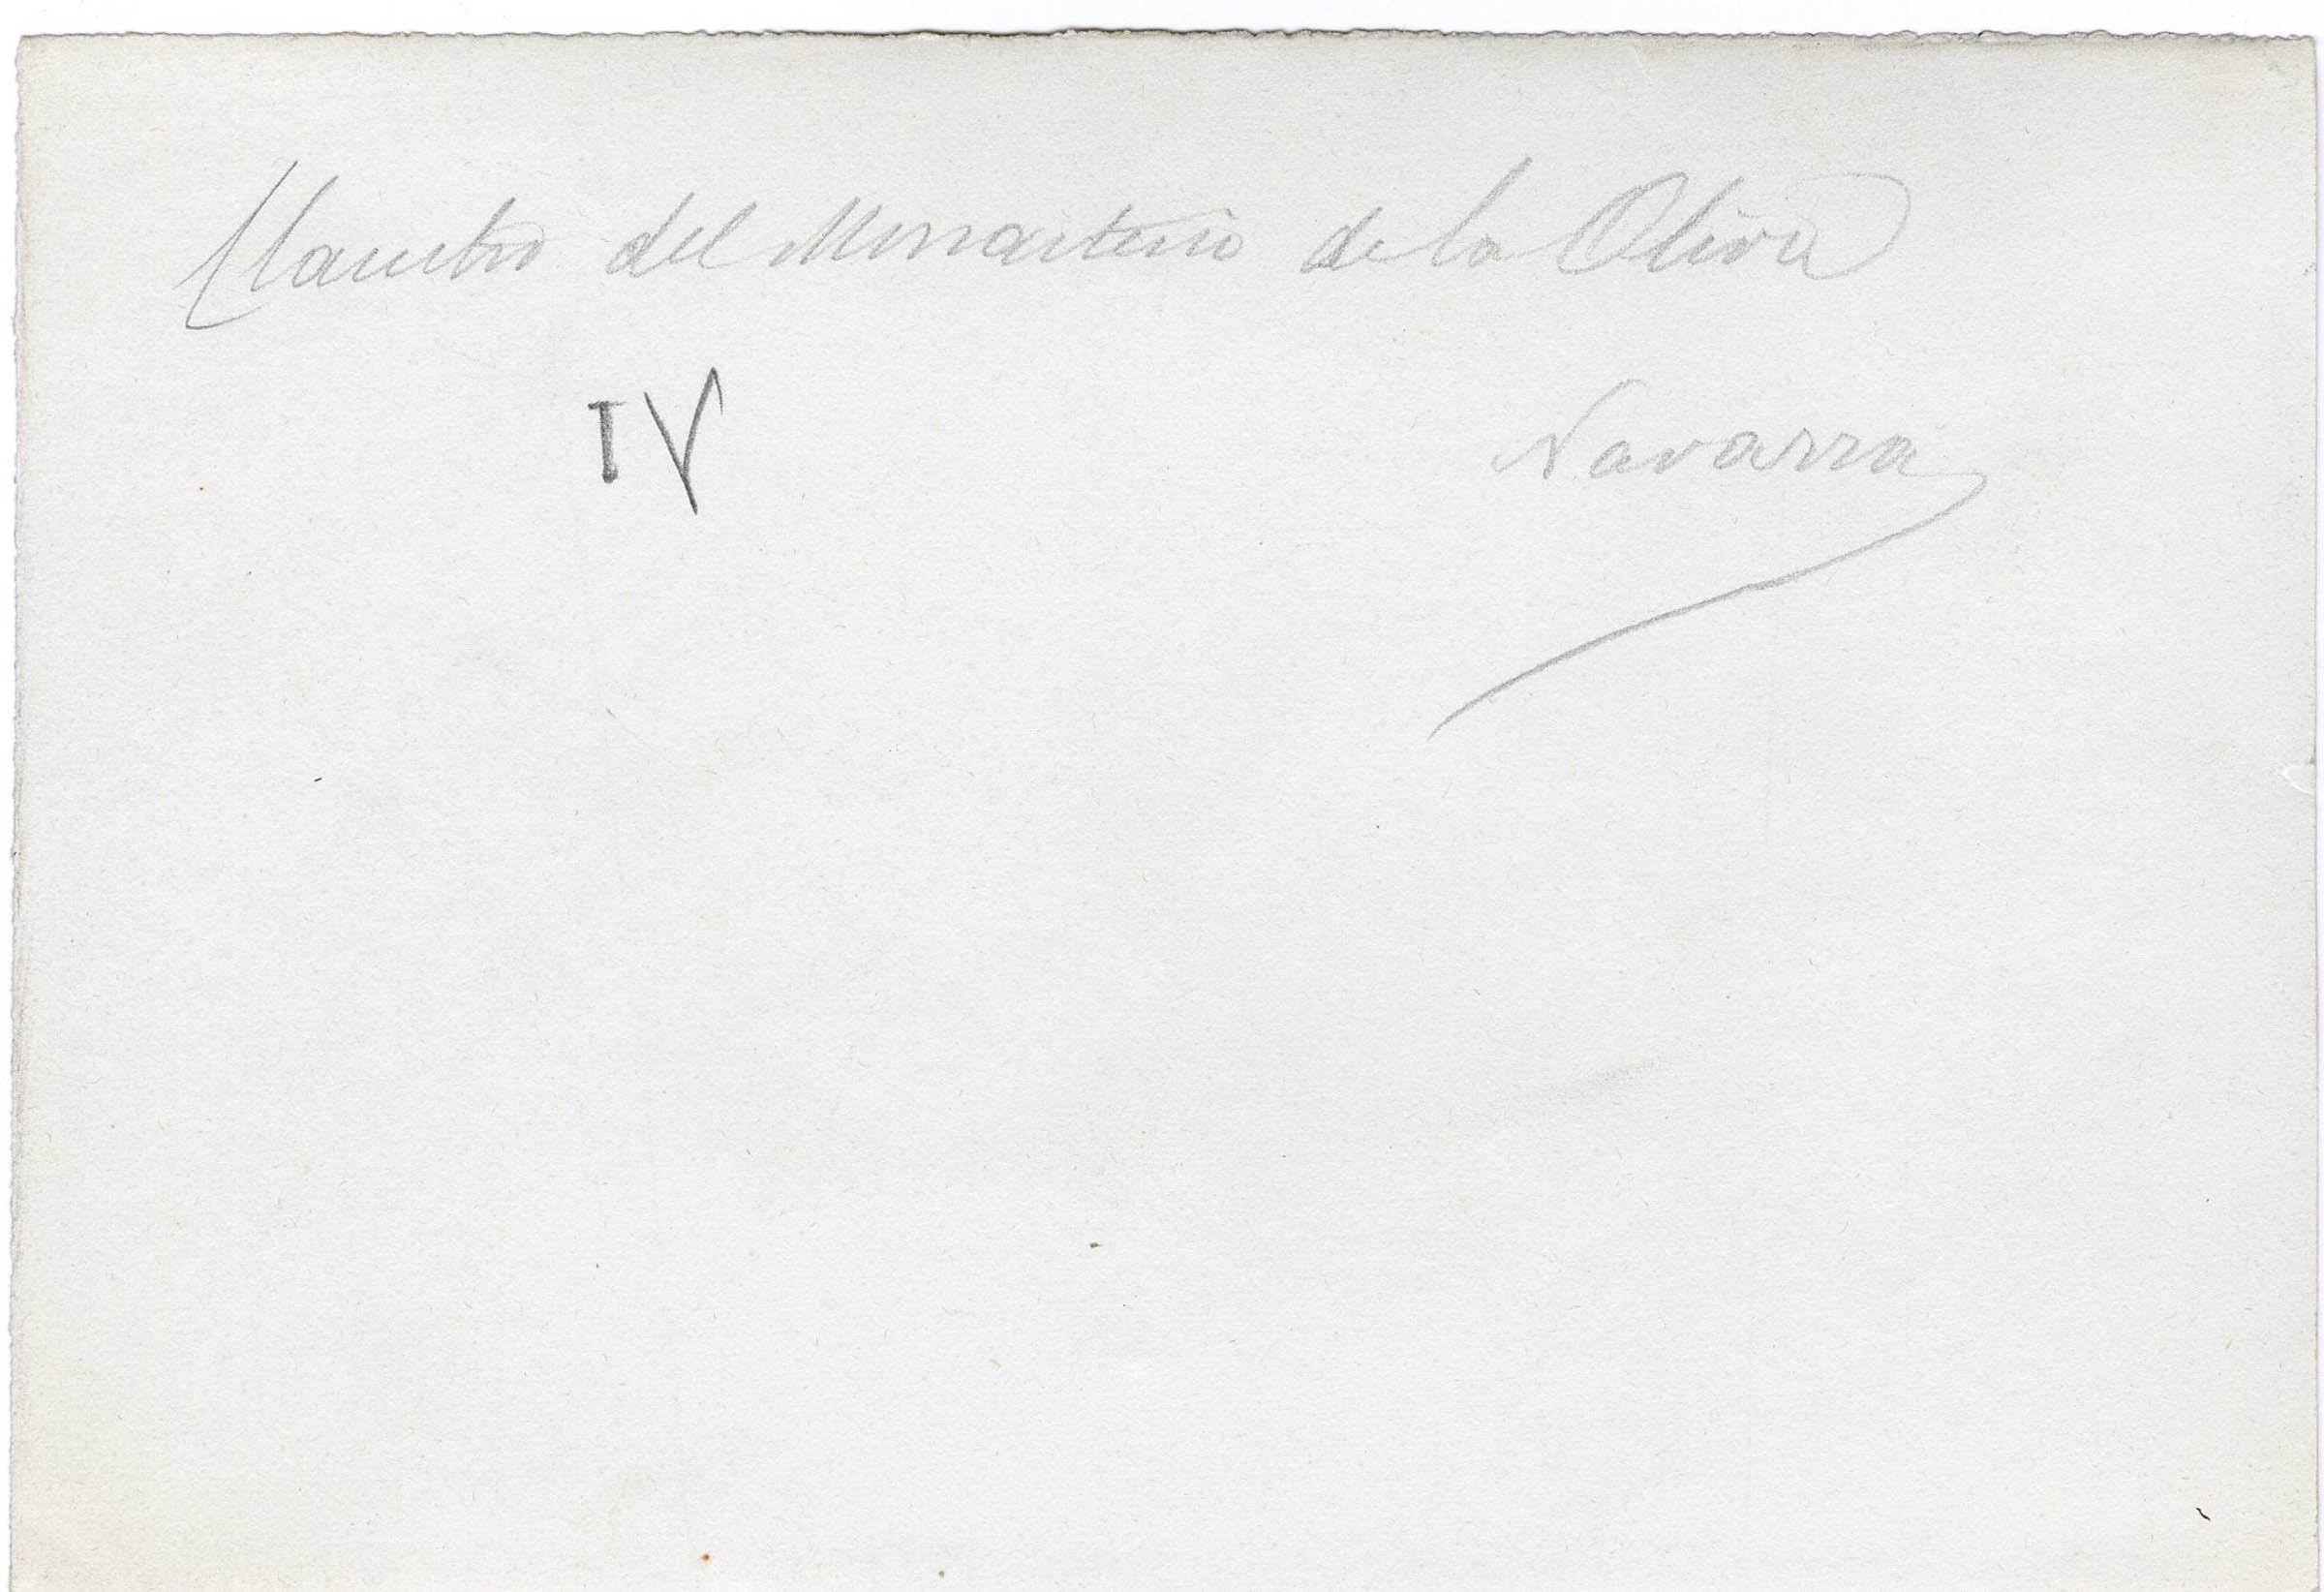 Claustro del Monasterio de la Oliva
IV
Navarra